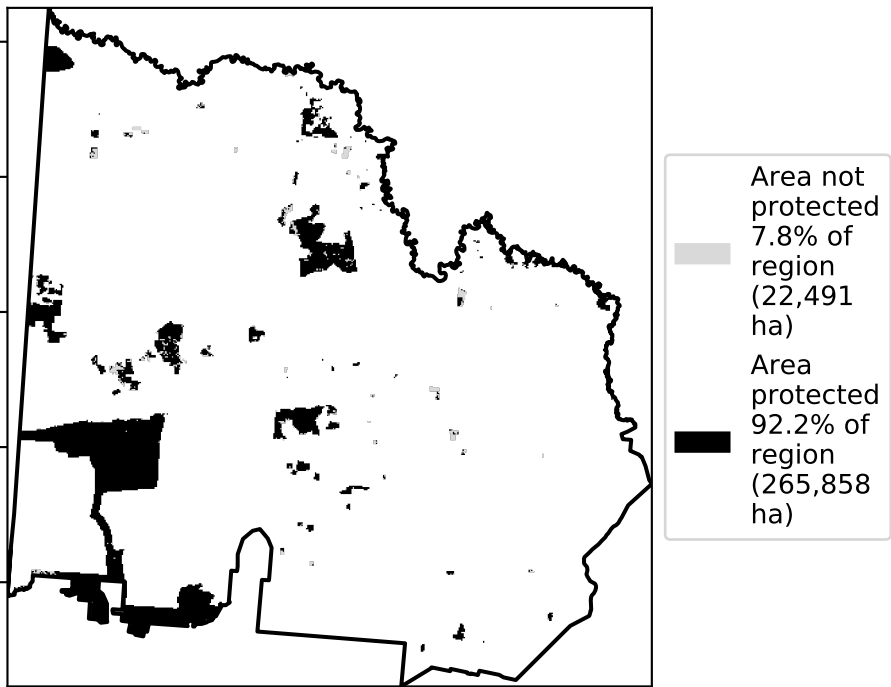 Area not
protected
7.8% of
region
(22,491
ha)
Area
protected
92.2% of
region
(265,858
ha)